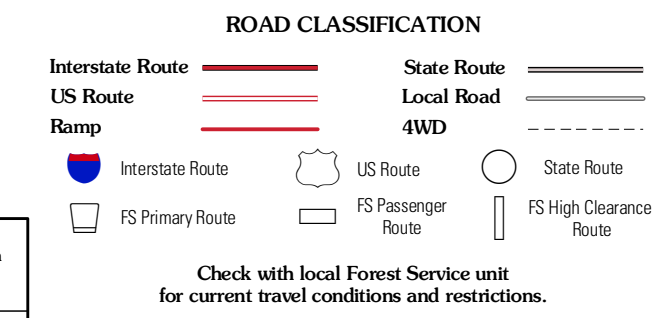 ROAD CLASSIFICATION
Interstate Route
State Route
US Route
Local Road
Ramp
4WD
Interstate Route
US Route
State Route
FS Primary Route
FS Passenger
Route
FS High Clearance
Route
Check with local Forest Service unit
for current travel conditions and restrictions.